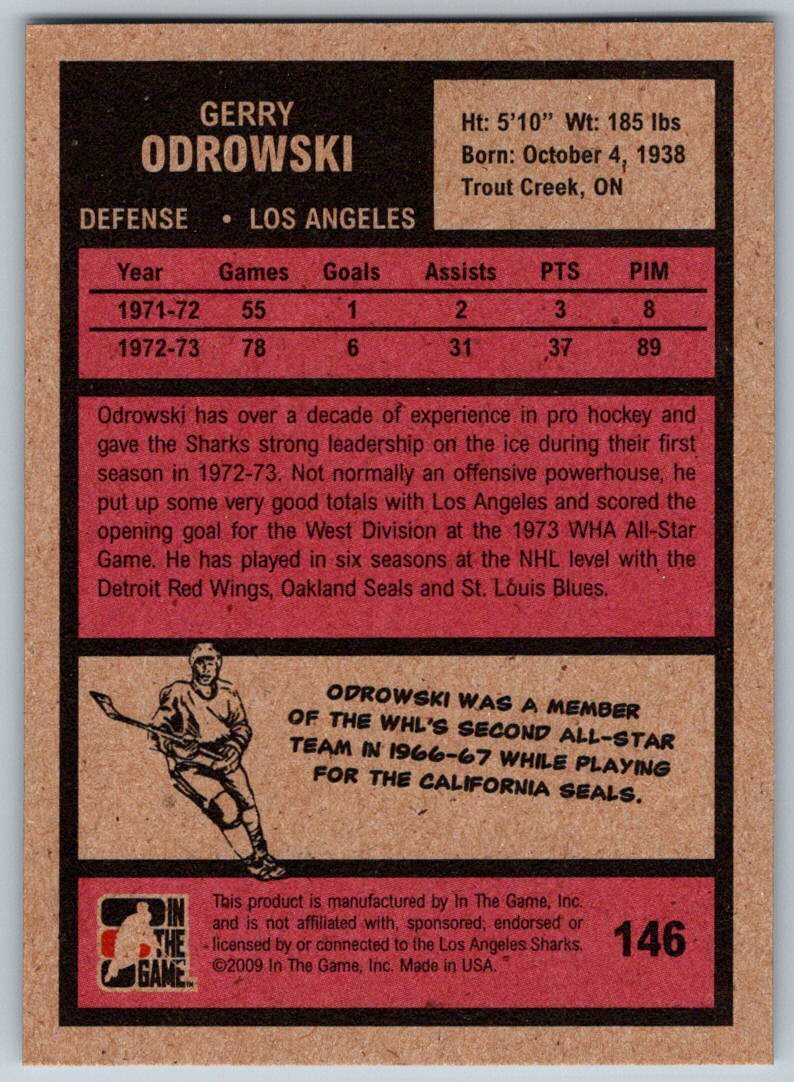 GERRY
ODROWSKI
DEFENSE • LOS ANGELES
Ht: 5'10" Wt: 185 lbs
Born: October 4, 1938
Trout Creek, ON
Year Games Goals Assists PTS PIM
1971-72 55 1 2 3 8
1972-73 78 6 31 37 89
Odrowski has over a decade of experience in pro hockey and
gave the Sharks strong leadership on the ice during their first
season in 1972-73. Not normally an offensive powerhouse, he
put up some very good totals with Los Angeles and scored the
opening goal for the West Division at the 1973 WHA All-Star
Game. He has played in six seasons at the NHL level with the
Detroit Red Wings, Oakland Seals and St. Louis Blues.
ODROWSKI WAS A MEMBER
OF THE WHL'S SECOND ALL-STAR
TEAM IN 1966-67 WHILE PLAYING
FOR THE CALIFORNIA SEALS.
IN
THE
GAME™
This product is manufactured by In The Game, Inc.
and is not affiliated with, sponsored, endorsed or
licensed by or connected to the Los Angeles Sharks.
©2009 In The Game, Inc. Made in USA.
146